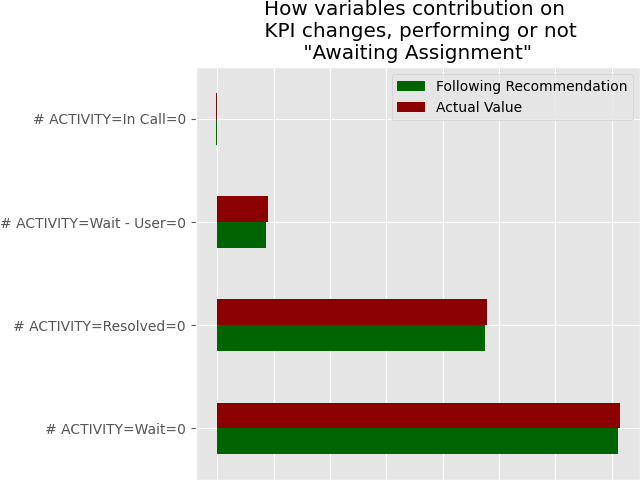 How variables contribution on
KPI changes, performing or not
"Awaiting Assignment"
Following Recommendation
Actual Value
# ACTIVITY=In Call=0
# ACTIVITY=Wait - User=0
# ACTIVITY=Resolved=0
# ACTIVITY=Wait=0